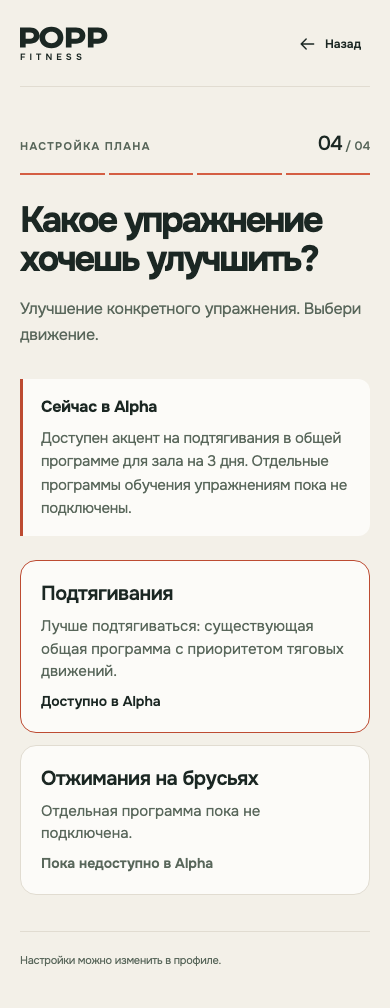 POPP
FITNESS
← Назад
НАСТРОЙКА ПЛАНА
04 / 04
Какое упражнение
хочешь улучшить?
Улучшение конкретного упражнения. Выбери
движение.
Сейчас в Alpha
Доступен акцент на подтягивания в общей
программе для зала на 3 дня. Отдельные
программы обучения упражнениям пока не
подключены.
Подтягивания
Лучше подтягиваться: существующая
общая программа с приоритетом тяговых
движений.
Доступно в Alpha
Отжимания на брусьях
Отдельная программа пока не
подключена.
Пока недоступно в Alpha
Настройки можно изменить в профиле.